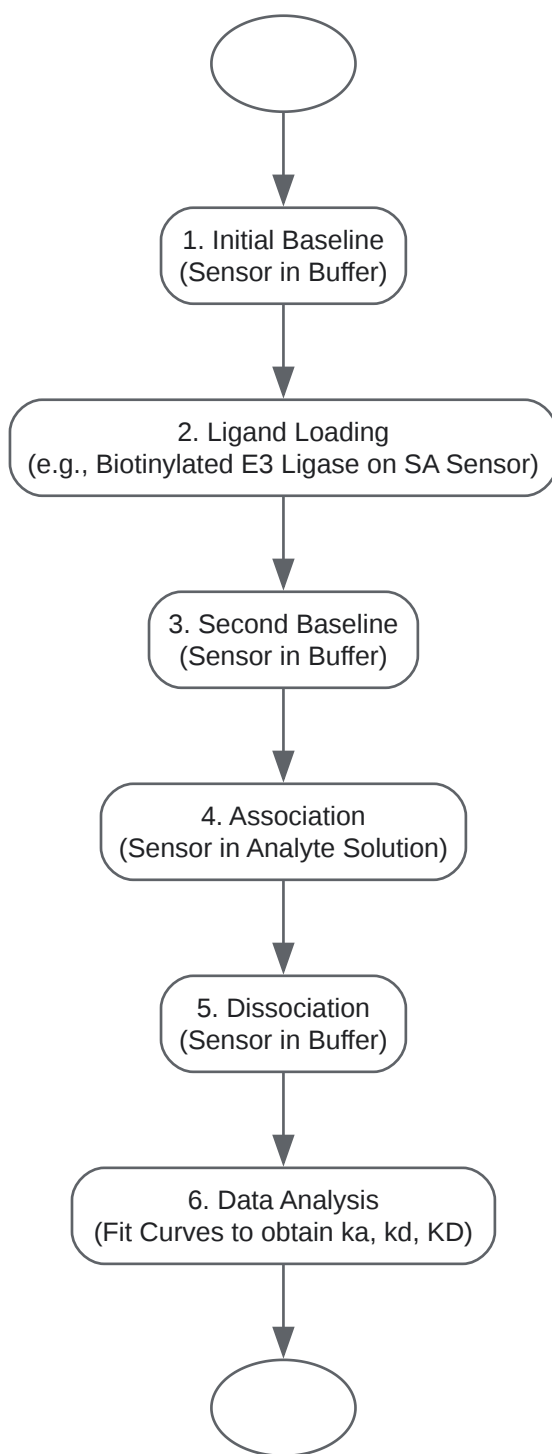 1. Initial Baseline
(Sensor in Buffer)
2. Ligand Loading
(e.g., Biotinylated E3 Ligase on SA Sensor)
3. Second Baseline
(Sensor in Buffer)
4. Association
(Sensor in Analyte Solution)
5. Dissociation
(Sensor in Buffer)
6. Data Analysis
(Fit Curves to obtain ka, kd, KD)